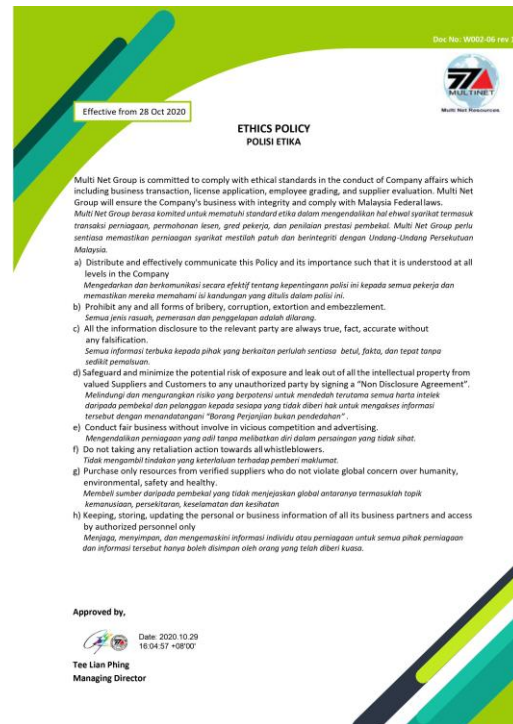 Doc No: W002-06 rev 1
MULTINET
Multi Net Resources
Effective from 28 Oct 2020
ETHICS POLICY
POLISI ETIKA
Multi Net Group is committed to comply with ethical standards in the conduct of Company affairs which
including business transaction, license application, employee grading, and supplier evaluation. Multi Net
Group will ensure the Company's business with integrity and comply with Malaysia Federal laws.
Multi Net Group berasa komited untuk mematuhi standard etika dalam mengendalikan hal ehwal syarikat termasuk
transaksi perniagaan, permohonan lesen, gred pekerja, dan penilaian prestasi pembekal. Multi Net Group perlu
sentiasa memastikan perniagaan syarikat mestilah patuh dan berintegriti dengan Undang-Undang Persekutuan
Malaysia.
a) Distribute and effectively communicate this Policy and its importance such that it is understood at all
levels in the Company
Mengedarkan dan berkomunikasi secara efektif tentang kepentingann polisi ini kepada semua pekerja dan
memastikan mereka memahami isi kandungan yang ditulis dalam polisi ini.
b) Prohibit any and all forms of bribery, corruption, extortion and embezzlement.
Semua jenis rasuah, pemerasan dan penggelapan adalah dilarang.
c) All the information disclosure to the relevant party are always true, fact, accurate without
any falsification.
Semua informasi terbuka kepada pihak yang berkaitan perlulah sentiasa betul, fakta, dan tepat tanpa
sedikit pemalsuan.
d) Safeguard and minimize the potential risk of exposure and leak out of all the intellectual property from
valued Suppliers and Customers to any unauthorized party by signing a "Non Disclosure Agreement".
Melindungi dan mengurangkan risiko yang berpotensi untuk mendedah terutama semua harta intelek
daripada pembekal dan pelanggan kepada sesiapa yang tidak diberi hak untuk mengakses informasi
tersebut dengan menandatangani "Borang Perjanjian bukan pendedahan" .
e) Conduct fair business without involve in vicious competition and advertising.
Mengendalikan perniagaan yang adil tanpa melibatkan diri dalam persaingan yang tidak sihat.
f) Do not taking any retaliation action towards all whistleblowers.
Tidak mengambil tindakan yang keterlaluan terhadap pemberi maklumat.
g) Purchase only resources from verified suppliers who do not violate global concern over humanity,
environmental, safety and healthy.
Membeli sumber daripada pembekal yang tidak menjejaskan global antaranya termasuklah topik
kemanusiaan, persekitaran, keselamatan dan kesihatan
h) Keeping, storing, updating the personal or business information of all its business partners and access
by authorized personnel only
Menjaga, menyimpan, dan mengemaskini informasi individu atau perniagaan untuk semua pihak perniagaan
dan informasi tersebut hanya boleh disimpan oleh orang yang telah diberi kuasa.
Approved by,
Date: 2020.10.29
16:04:57 +08'00'
Tee Lian Phing
Managing Director